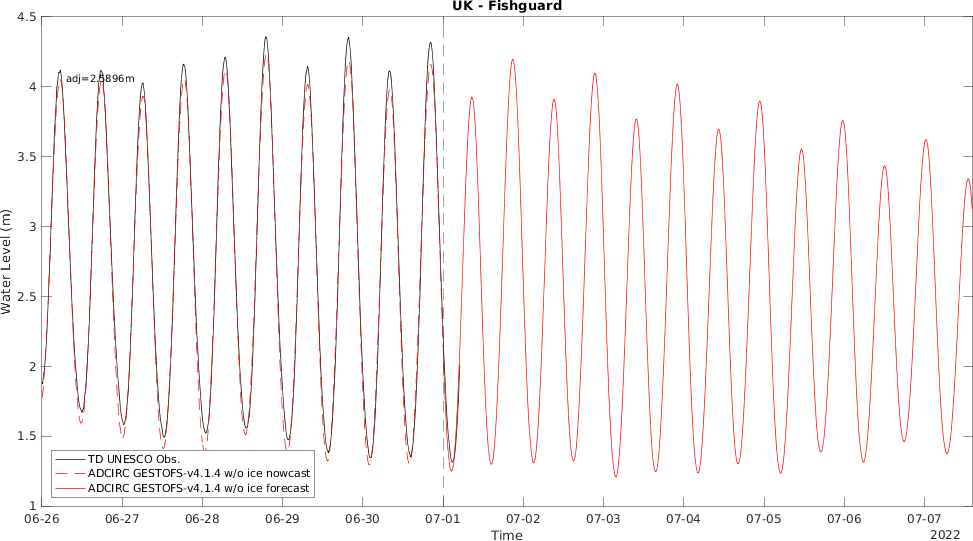 UK - Fishguard
4.5
4
3.5
3
2.5
2
1.5
1
Water Level (m)
adj=2.5896m
TD UNESCO Obs.
ADCIRC GESTOFS-v4.1.4 w/o ice nowcast
ADCIRC GESTOFS-v4.1.4 w/o ice forecast
06-26 06-27 06-28 06-29 06-30 07-01 07-02 07-03 07-04 07-05 07-06 07-07
Time
2022